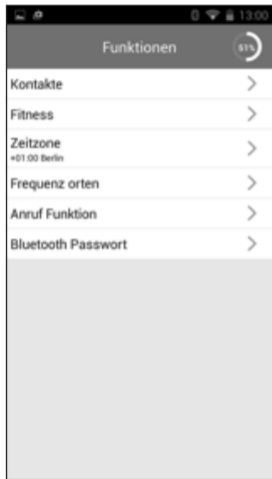 13:00
Funktionen
51%
Kontakte
Fitness
Zeitzone
+01:00 Berlin
Frequenz orten
Anruf Funktion
Bluetooth Passwort